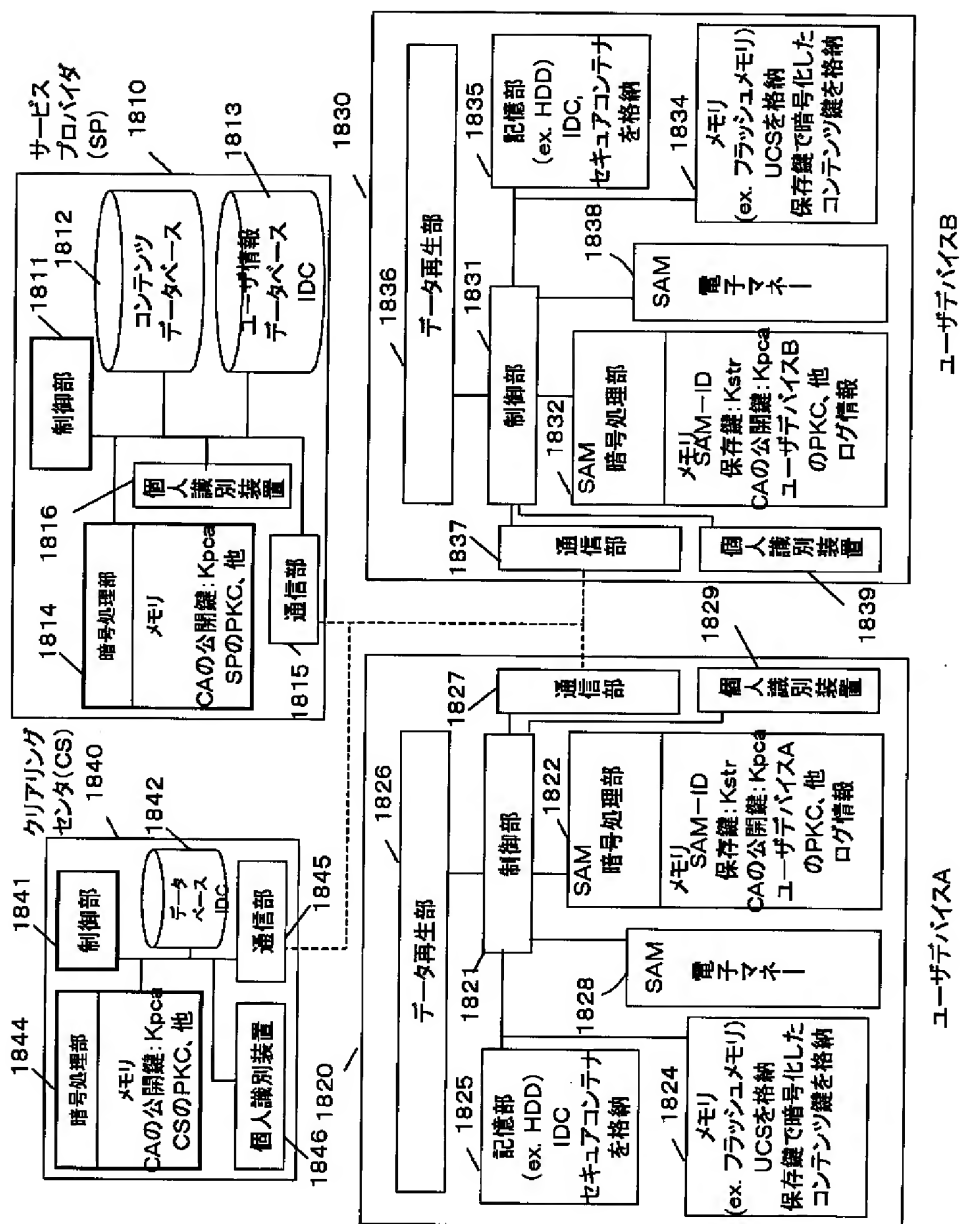 クリアリング
センタ(CS)
1840
1841
制御部
1842
データ
ベース
IDC
1844
暗号処理部
メモリ
CAの公開鍵:Kpca
CSのPKC、他
1845
通信部
1846
個人識別装置
サービス
プロバイダ
(SP)
1810
1811
制御部
1812
コンテンツ
データベース
1813
ユーザ情報
データベース
IDC
1816
個人識別装置
1814
暗号処理部
メモリ
CAの公開鍵:Kpca
SPのPKC、他
1815
通信部
1820
1826
データ再生部
1827
通信部
1829
個人識別装置
1821
制御部
1822
SAM
暗号処理部
メモリ
SAM-ID
保存鍵:Kstr
CAの公開鍵:Kpca
ユーザデバイスA
のPKC、他
ログ情報
1828
SAM
電子マネー
1825
記憶部
(ex. HDD)
IDC
セキュアコンテナ
を格納
1824
メモリ
(ex. フラッシュメモリ)
UCSを格納
保存鍵で暗号化した
コンテンツ鍵を格納
ユーザデバイスA
1830
1836
データ再生部
1837
通信部
1839
個人識別装置
1831
制御部
1832
SAM
暗号処理部
メモリ
SAM-ID
保存鍵:Kstr
CAの公開鍵:Kpca
ユーザデバイスB
のPKC、他
ログ情報
1838
SAM
電子マネー
1835
記憶部
(ex. HDD)
IDC,
セキュアコンテナ
を格納
1834
メモリ
(ex. フラッシュメモリ)
UCSを格納
保存鍵で暗号化した
コンテンツ鍵を格納
ユーザデバイスB